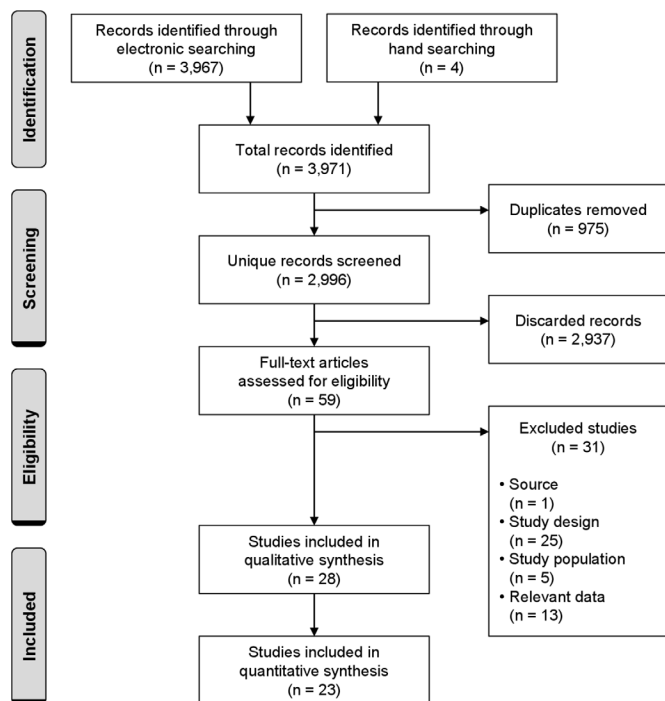 Identification
Records identified through
electronic searching
(n = 3,967)
Records identified through
hand searching
(n = 4)
Total records identified
(n = 3,971)
Screening
Duplicates removed
(n = 975)
Unique records screened
(n = 2,996)
Discarded records
(n = 2,937)
Full-text articles
assessed for eligibility
(n = 59)
Eligibility
Excluded studies
(n = 31)
• Source
(n = 1)
• Study design
(n = 25)
• Study population
(n = 5)
• Relevant data
(n = 13)
Studies included in
qualitative synthesis
(n = 28)
Included
Studies included in
quantitative synthesis
(n = 23)